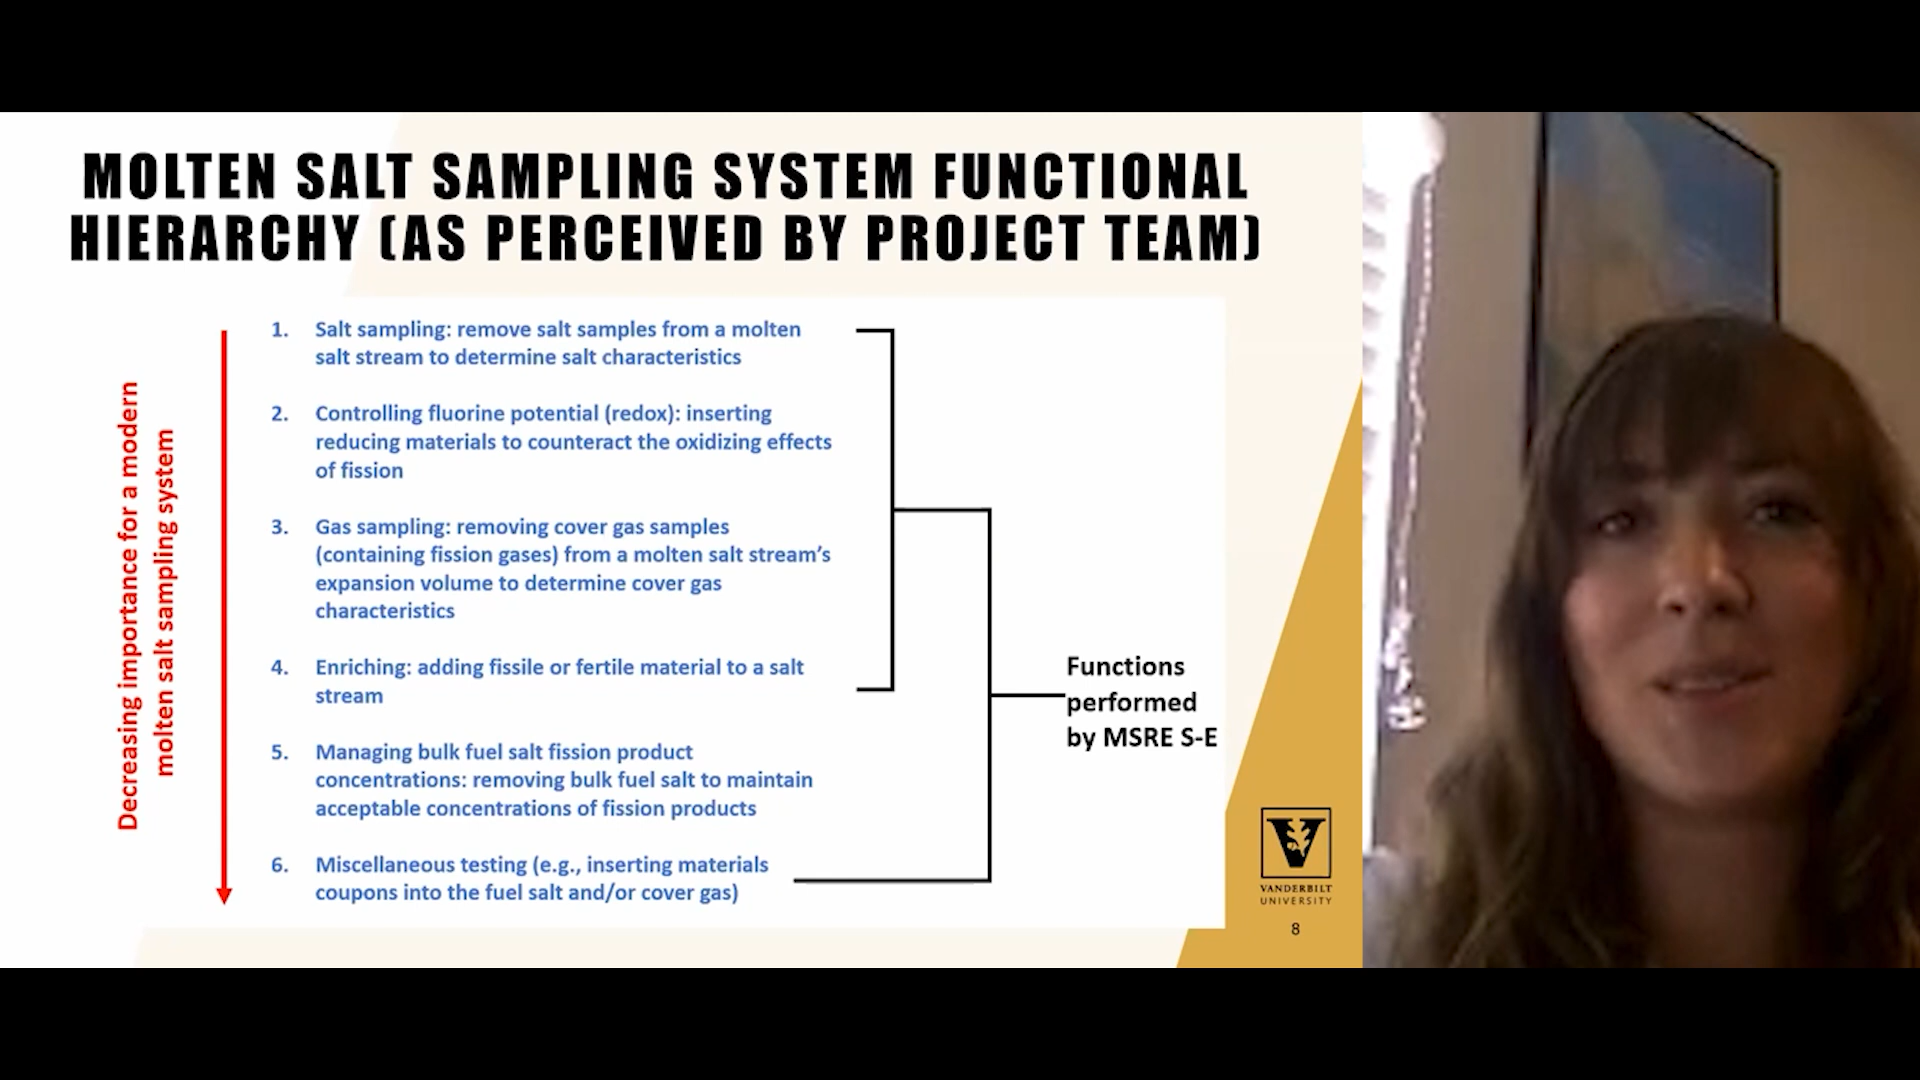 MOLTEN SALT SAMPLING SYSTEM FUNCTIONAL
HIERARCHY (AS PERCEIVED BY PROJECT TEAM)
Decreasing importance for a modern
molten salt sampling system
1. Salt sampling: remove salt samples from a molten
salt stream to determine salt characteristics
2. Controlling fluorine potential (redox): inserting
reducing materials to counteract the oxidizing effects
of fission
3. Gas sampling: removing cover gas samples
(containing fission gases) from a molten salt stream’s
expansion volume to determine cover gas
characteristics
4. Enriching: adding fissile or fertile material to a salt
stream
5. Managing bulk fuel salt fission product
concentrations: removing bulk fuel salt to maintain
acceptable concentrations of fission products
6. Miscellaneous testing (e.g., inserting materials
coupons into the fuel salt and/or cover gas)
Functions
performed
by MSRE S-E
V
VANDERBILT
UNIVERSITY
8